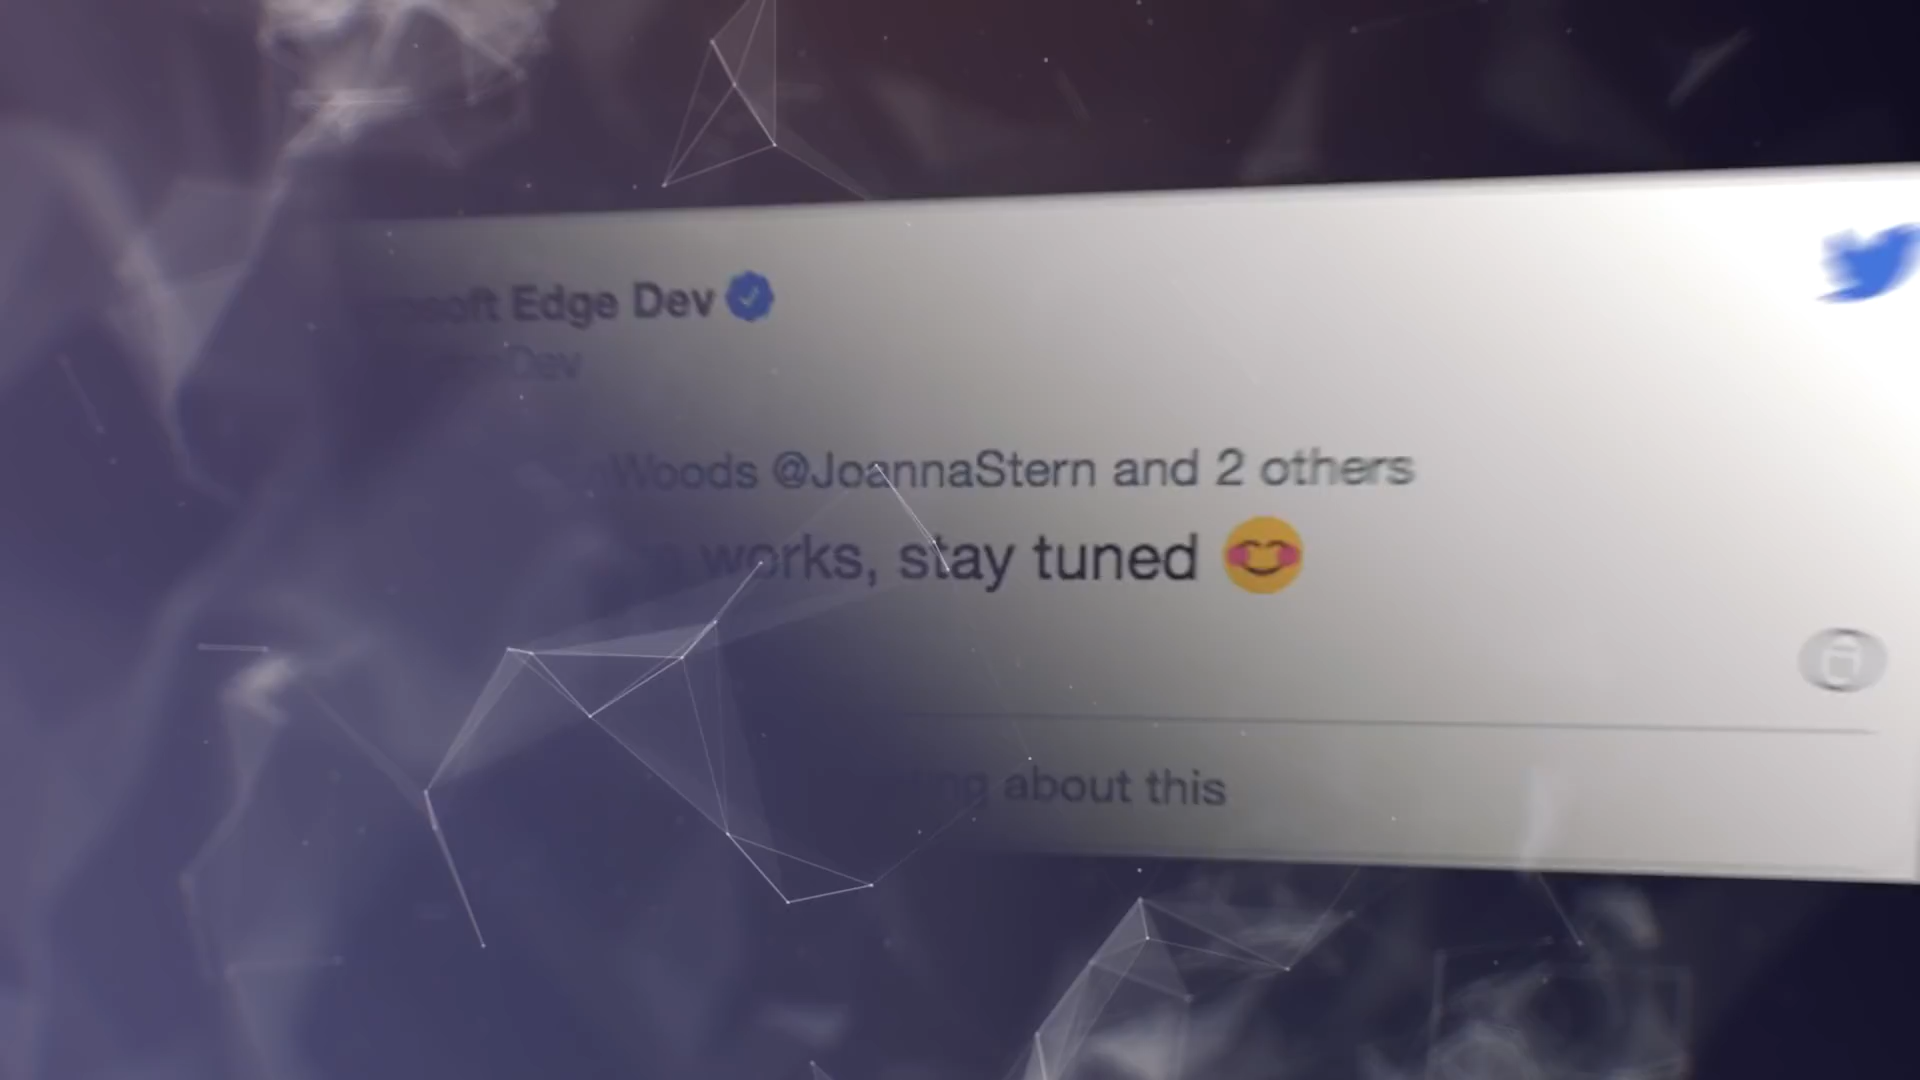 Edge Dev
Woods @JoannaStern and 2 others
works, stay tuned
about this